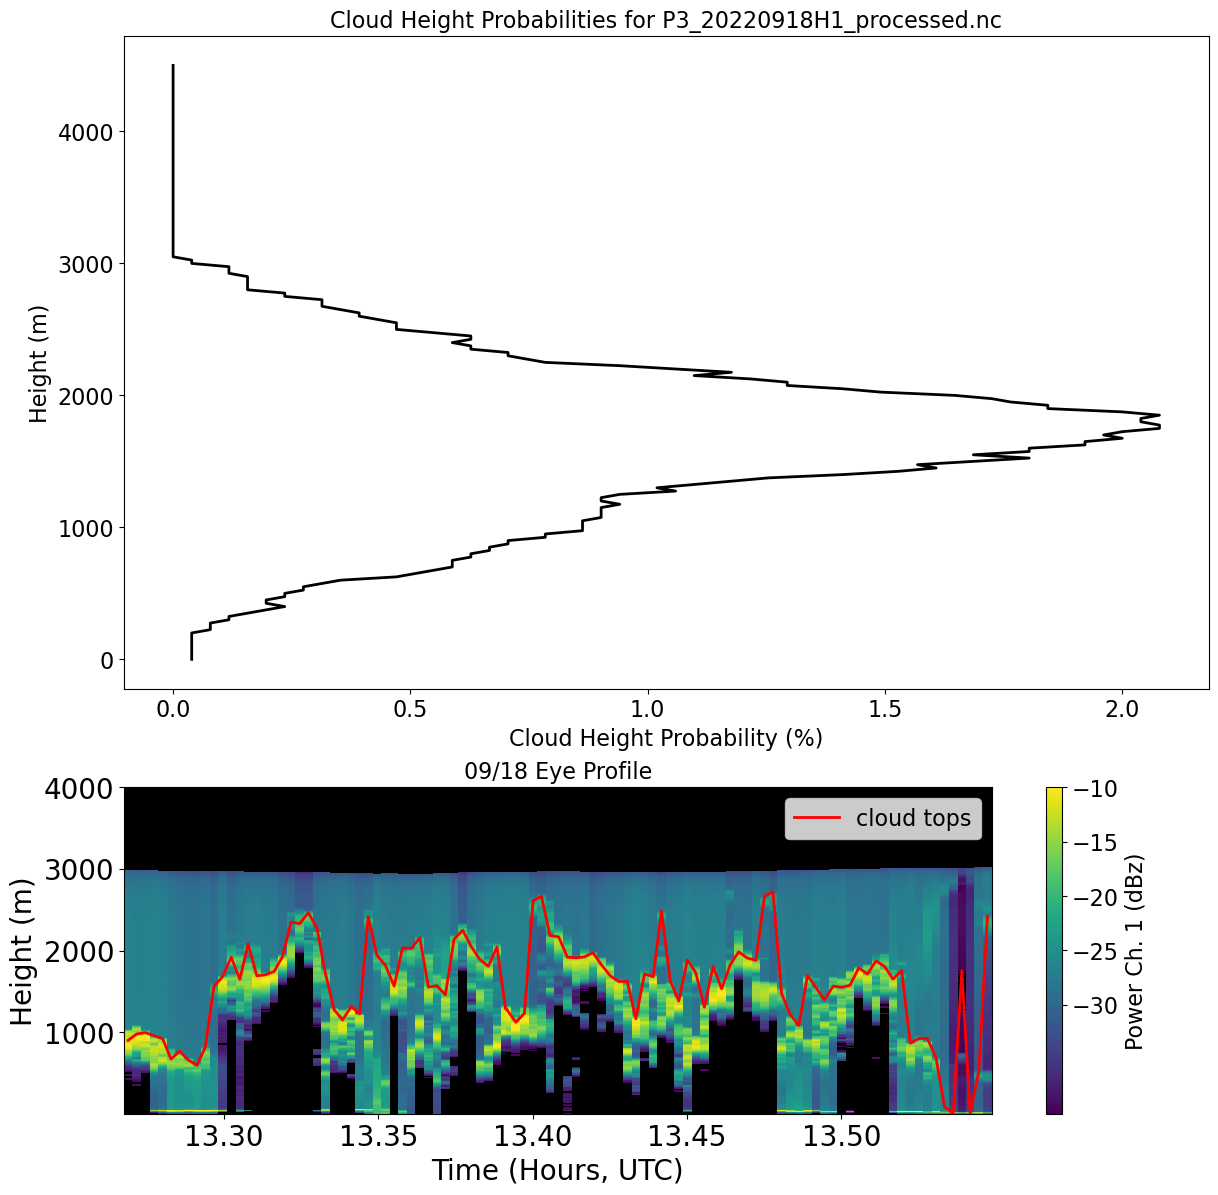 Cloud Height Probabilities for P3_20220918H1_processed.nc
4000
3000
2000
1000
0
Height (m)
0.0 0.5 1.0 1.5 2.0
Cloud Height Probability (%)
09/18 Eye Profile
4000
3000
2000
1000
Height (m)
cloud tops
13.30 13.35 13.40 13.45 13.50
Time (Hours, UTC)
−10
−15
−20
−25
−30
Power Ch. 1 (dBz)